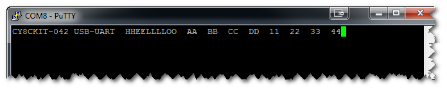 COM8 - PuTTY
CY8CKIT-042 USB-UART HHEELLLLOO AA BB CC DD 11 22 33 44